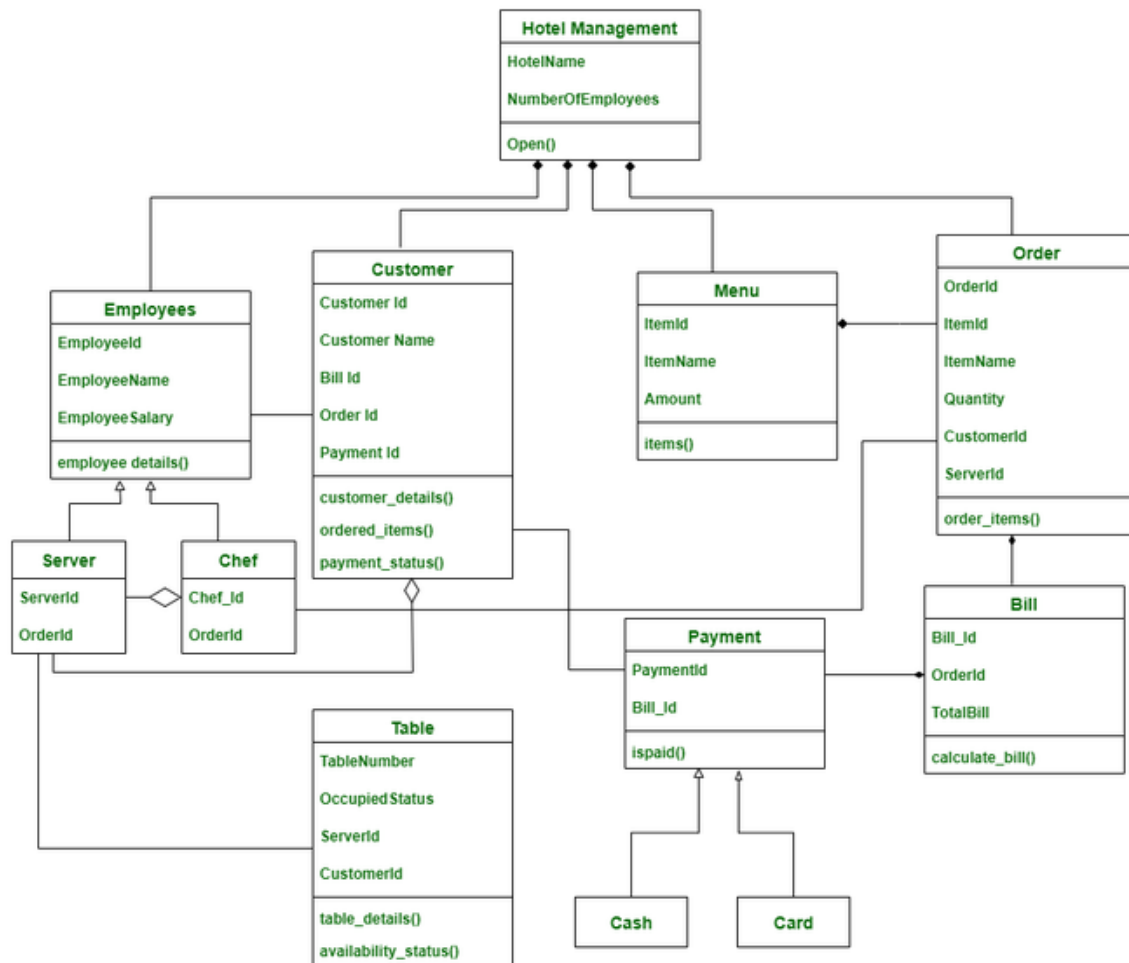 Hotel Management
HotelName
NumberOfEmployees
Open()
Employees
EmployeeId
EmployeeName
EmployeeSalary
employee details()
Customer
Customer Id
Customer Name
Bill Id
Order Id
Payment Id
customer_details()
ordered_items()
payment_status()
Menu
ItemId
ItemName
Amount
items()
Order
OrderId
ItemId
ItemName
Quantity
CustomerId
ServerId
order_items()
Server
ServerId
OrderId
Chef
Chef_Id
OrderId
Table
TableNumber
OccupiedStatus
ServerId
CustomerId
table_details()
availability_status()
Payment
PaymentId
Bill_Id
ispaid()
Bill
Bill_Id
OrderId
TotalBill
calculate_bill()
Cash
Card